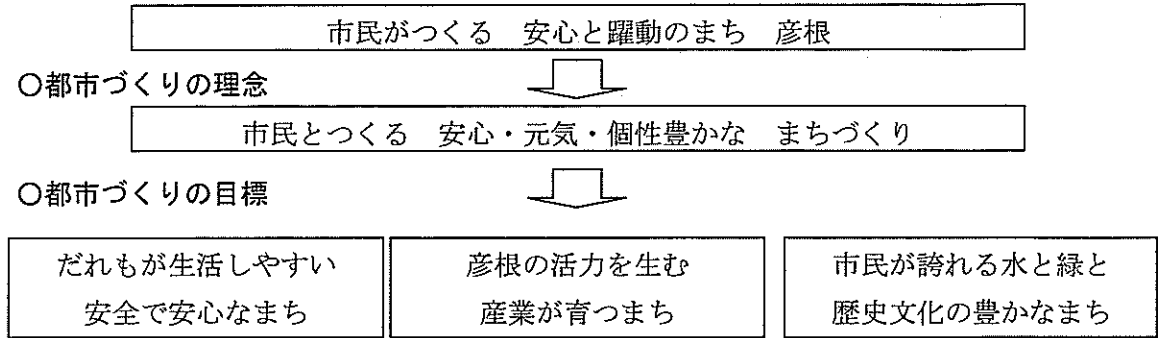 市民がつくる　安心と躍動のまち　彦根
○都市づくりの理念
市民とつくる　安心・元気・個性豊かな　まちづくり
○都市づくりの目標
だれもが生活しやすい
安全で安心なまち
彦根の活力を生む
産業が育つまち
市民が誇れる水と緑と
歴史文化の豊かなまち